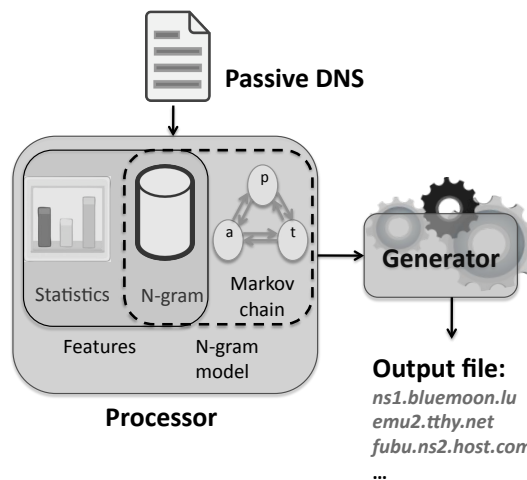 Passive DNS
p
a
t
Statistics
N-gram
Markov
chain
Features
N-gram
model
Processor
Generator
Output file:
ns1.bluemoon.lu
emu2.tthy.net
fubu.ns2.host.com
...